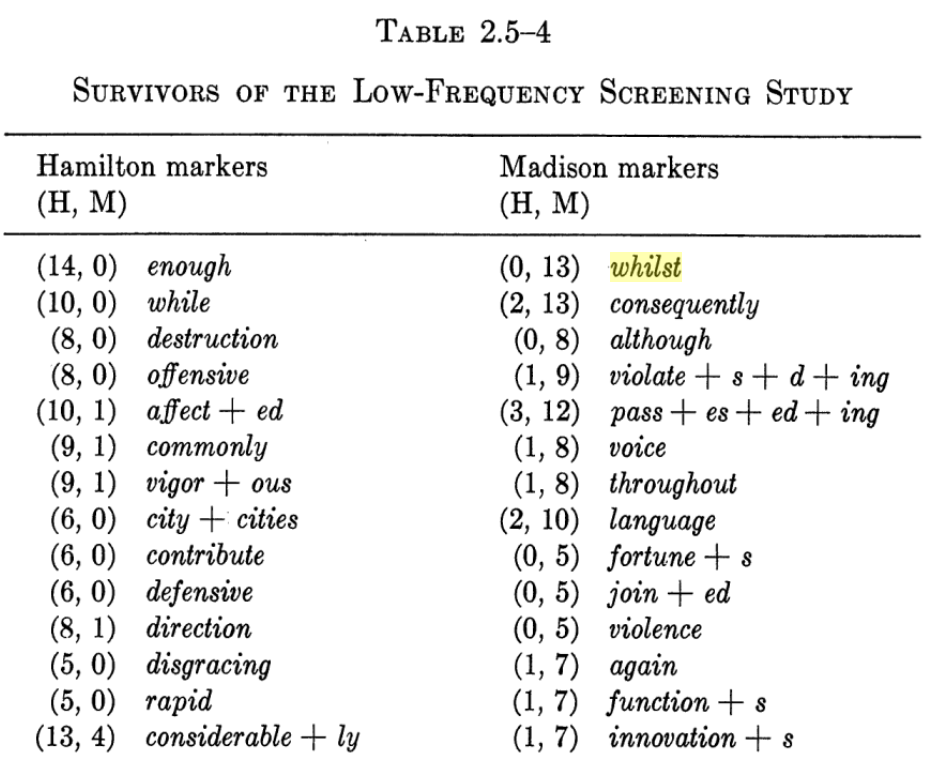 TABLE 2.5–4
SURVIVORS OF THE LOW-FREQUENCY SCREENING STUDY
Hamilton markers Madison markers
(H, M) (H, M)
(14, 0) enough (0, 13) whilst
(10, 0) while (2, 13) consequently
(8, 0) destruction (0, 8) although
(8, 0) offensive (1, 9) violate + s + d + ing
(10, 1) affect + ed (3, 12) pass + es + ed + ing
(9, 1) commonly (1, 8) voice
(9, 1) vigor + ous (1, 8) throughout
(6, 0) city + cities (2, 10) language
(6, 0) contribute (0, 5) fortune + s
(6, 0) defensive (0, 5) join + ed
(8, 1) direction (0, 5) violence
(5, 0) disgracing (1, 7) again
(5, 0) rapid (1, 7) function + s
(13, 4) considerable + ly (1, 7) innovation + s